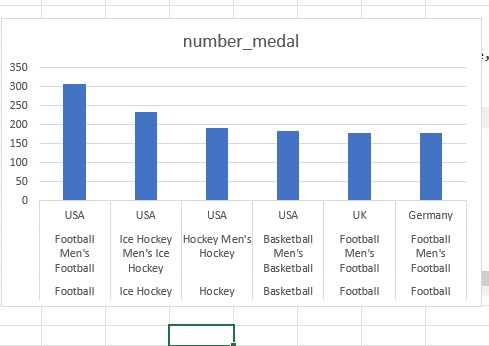 number_medal
350
300
250
200
150
100
50
0
USA USA USA USA UK Germany
Football Ice Hockey Hockey Men's Basketball Football Football
Men's Men's Ice Hockey Men's Men's Men's
Football Hockey Basketball Football Football
Football Ice Hockey Hockey Basketball Football Football